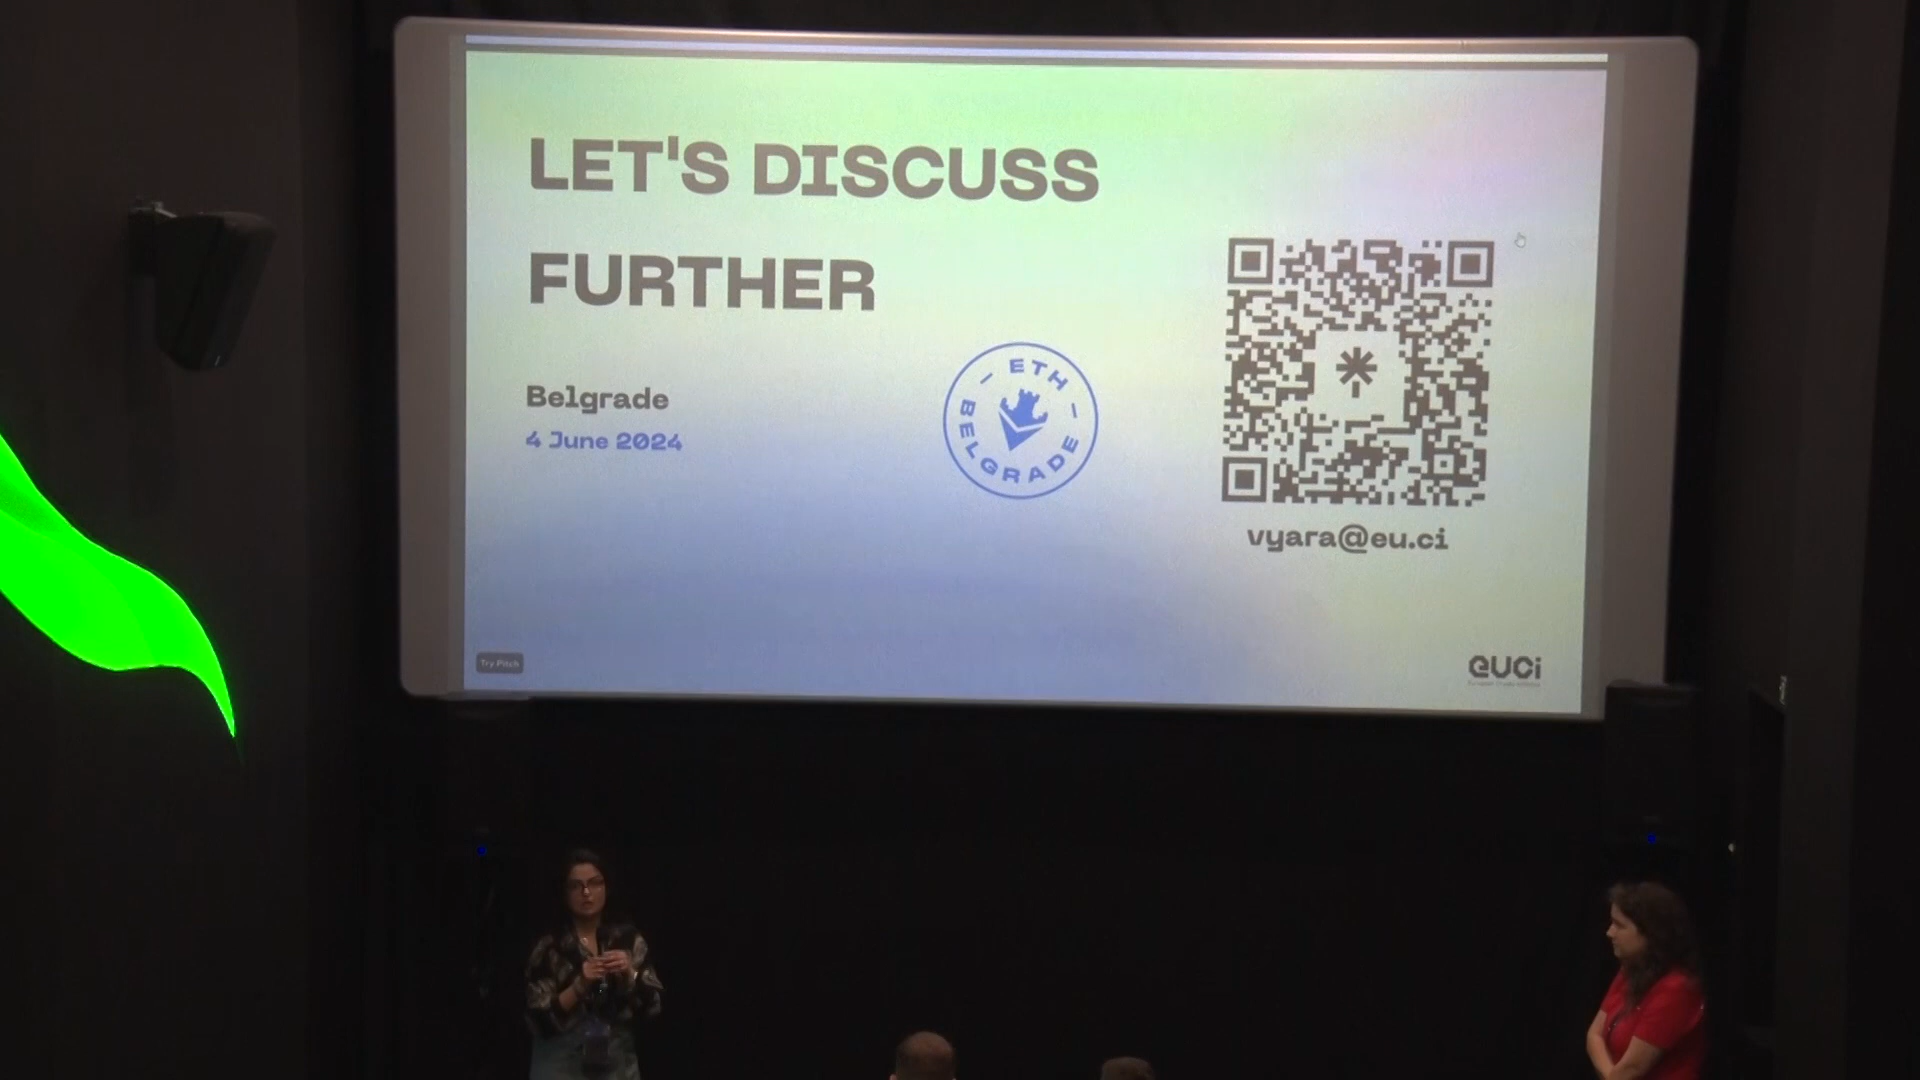 LET'S DISCUSS
FURTHER
Belgrade
4 June 2024
— ETH —
BELGRADE
vyara@eu.ci
Try Pitch
eUCi